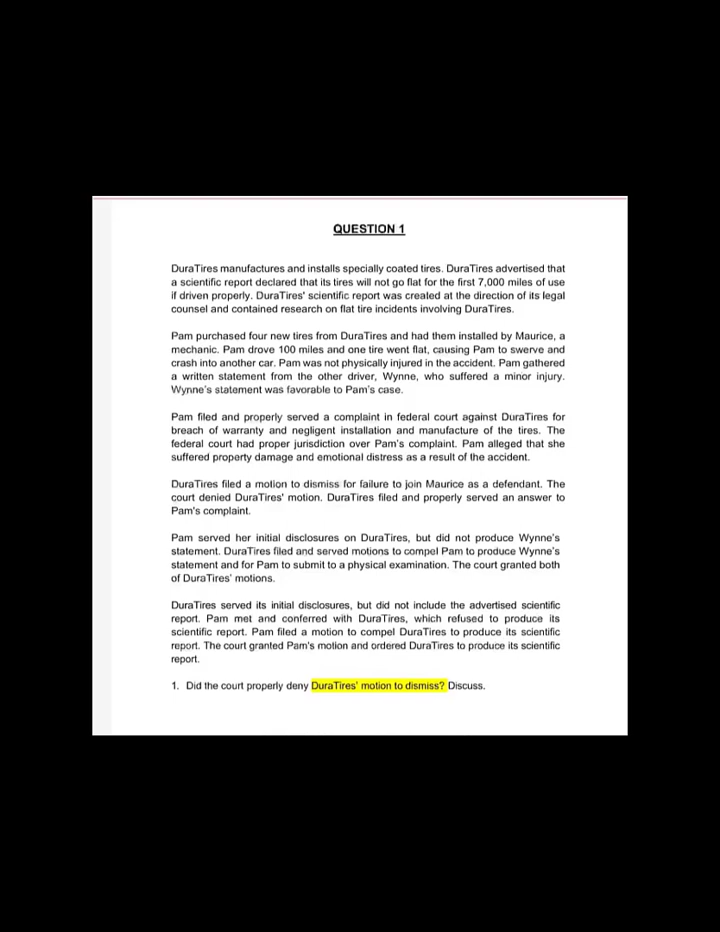 QUESTION 1
DuraTires manufactures and installs specially coated tires. DuraTires advertised that
a scientific report declared that its tires will not go flat for the first 7,000 miles of use
if driven properly. DuraTires' scientific report was created at the direction of its legal
counsel and contained research on flat tire incidents involving DuraTires.
Pam purchased four new tires from DuraTires and had them installed by Maurice, a
mechanic. Pam drove 100 miles and one tire went flat, causing Pam to swerve and
crash into another car. Pam was not physically injured in the accident. Pam gathered
a written statement from the other driver, Wynne, who suffered a minor injury.
Wynne's statement was favorable to Pam's case.
Pam filed and properly served a complaint in federal court against DuraTires for
breach of warranty and negligent installation and manufacture of the tires. The
federal court had proper jurisdiction over Pam's complaint. Pam alleged that she
suffered property damage and emotional distress as a result of the accident.
DuraTires filed a motion to dismiss for failure to join Maurice as a defendant. The
court denied DuraTires' motion. DuraTires filed and properly served an answer to
Pam's complaint.
Pam served her initial disclosures on DuraTires, but did not produce Wynne's
statement. DuraTires filed and served motions to compel Pam to produce Wynne's
statement and for Pam to submit to a physical examination. The court granted both
of DuraTires' motions.
DuraTires served its initial disclosures, but did not include the advertised scientific
report. Pam met and conferred with DuraTires, which refused to produce its
scientific report. Pam filed a motion to compel DuraTires to produce its scientific
report. The court granted Pam's motion and ordered DuraTires to produce its scientific
report.
1. Did the court properly deny DuraTires' motion to dismiss? Discuss.